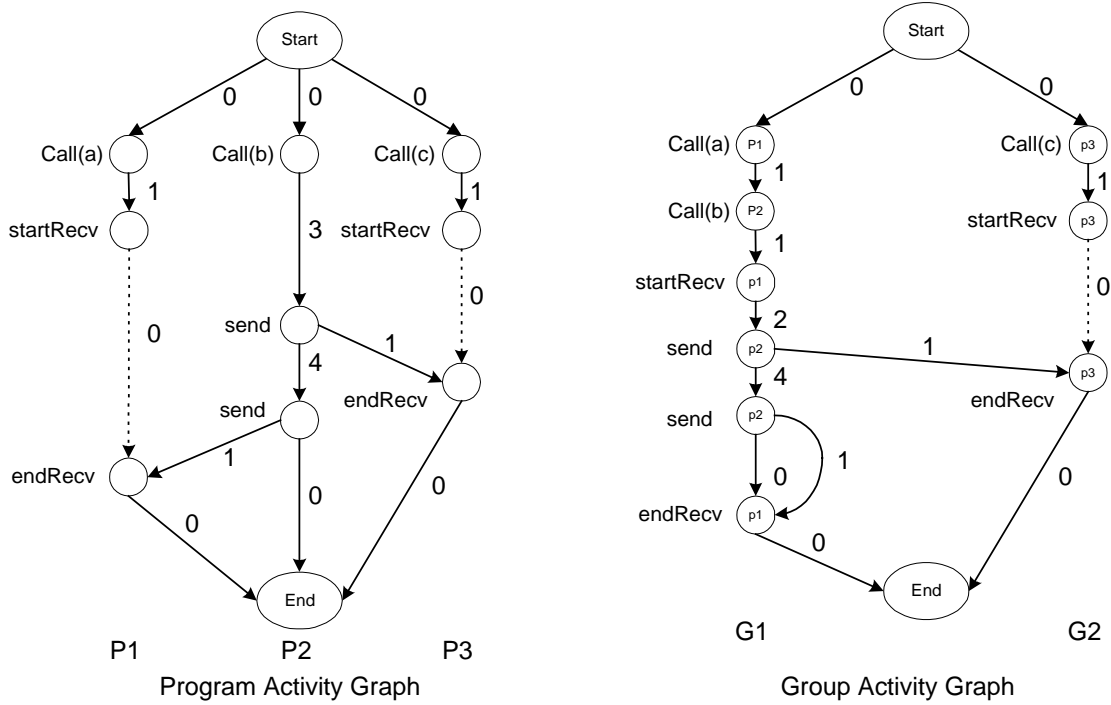 Start
0
0
0
Call(a)
Call(b)
Call(c)
1
1
startRecv
3
startRecv
0
0
send
1
4
endRecv
send
1
endRecv
0
0
0
End
P1
P2
P3
Program Activity Graph
Start
0
0
Call(a)
P1
Call(c)
p3
1
1
Call(b)
P2
startRecv
p3
1
startRecv
p1
0
2
send
p2
1
4
p3
endRecv
send
p2
0
1
0
endRecv
p1
0
End
G1
G2
Group Activity Graph